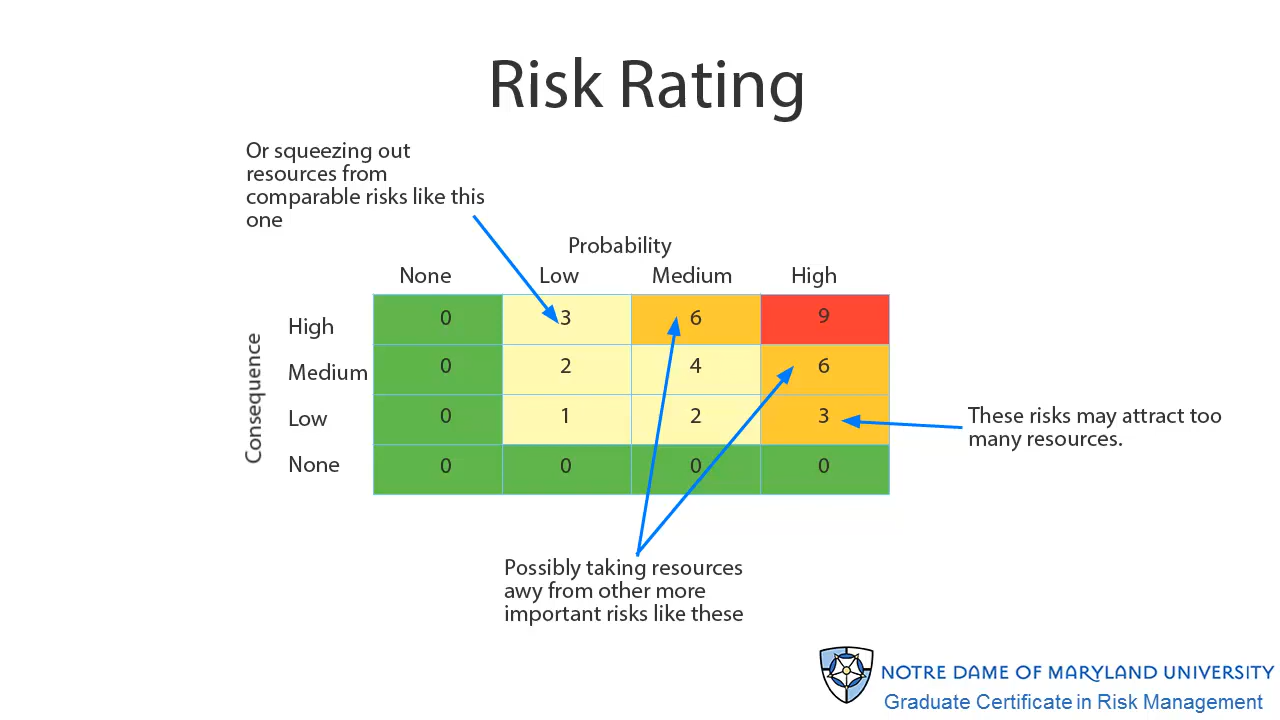 Risk Rating
Or squeezing out
resources from
comparable risks like this
one
Probability
None Low Medium High
Consequence
High 0 3 6 9
Medium 0 2 4 6
Low 0 1 2 3
None 0 0 0 0
These risks may attract too
many resources.
Possibly taking resources
awy from other more
important risks like these
NOTRE DAME OF MARYLAND UNIVERSITY
Graduate Certificate in Risk Management